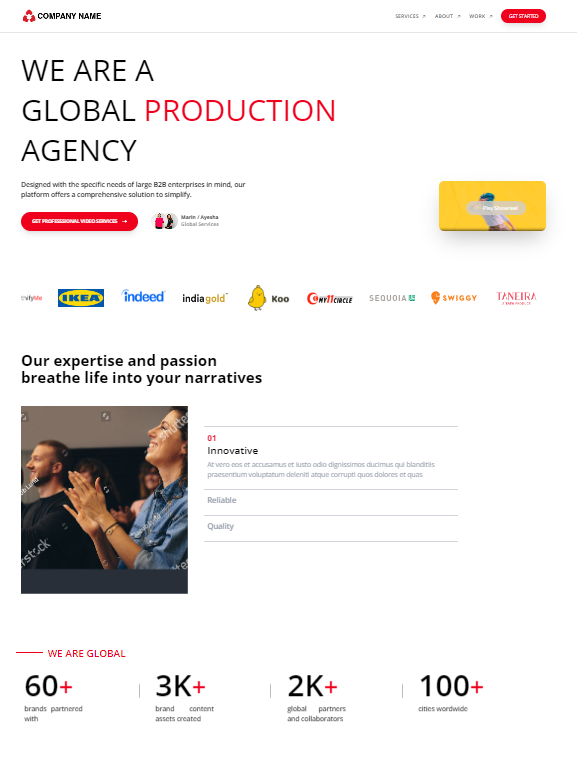 COMPANY NAME
SERVICES ABOUT WORK GET STARTED
WE ARE A
GLOBAL PRODUCTION
AGENCY
Designed with the specific needs of large B2B enterprises in mind, our
platform offers a comprehensive solution to simplify.
GET PROFESSIONAL VIDEO SERVICES
Marin / Ayesha
Global Services
Play Showreel
thifyMe IKEA indeed indiagold Koo MY11CIRCLE SEQUOIA SWIGGY TANEIRA
Our expertise and passion
breathe life into your narratives
01
Innovative
At vero eos et accusamus et iusto odio dignissimos ducimus qui blanditiis
praesentium voluptatum deleniti atque corrupti quos dolores et quas
Reliable
Quality
WE ARE GLOBAL
60+
brands partnered
with
3K+
brand content
assets created
2K+
global partners
and collaborators
100+
cities wordwide